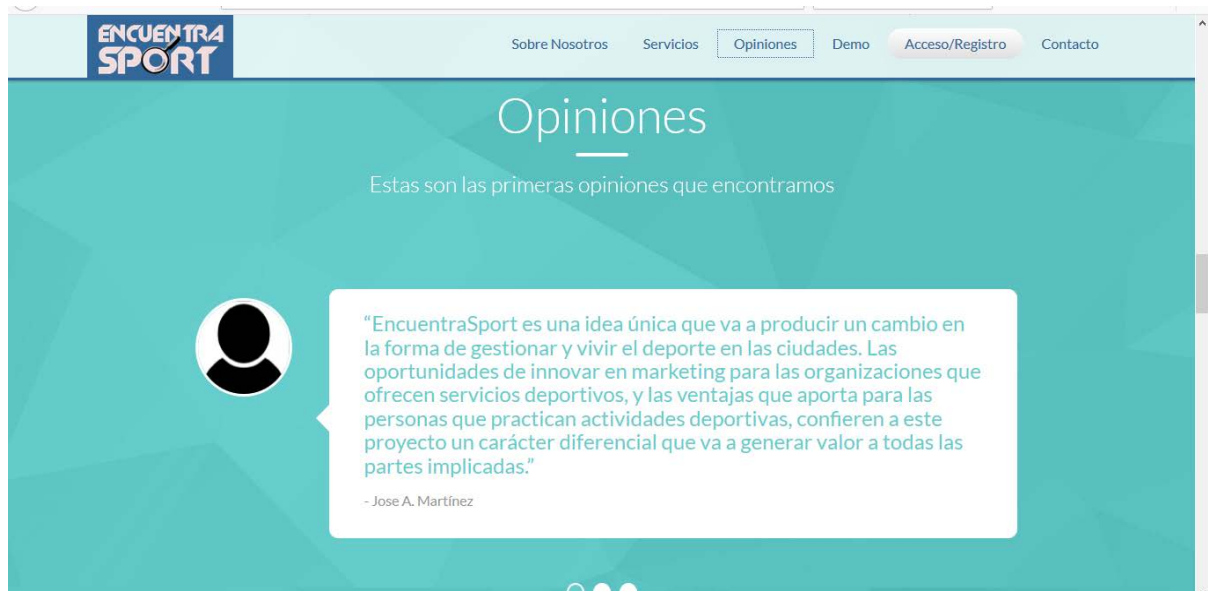 ENCUENTRA
SPORT
Sobre Nosotros Servicios Opiniones Demo Acceso/Registro Contacto
Opiniones
Estas son las primeras opiniones que encontramos
“EncuentraSport es una idea única que va a producir un cambio en
la forma de gestionar y vivir el deporte en las ciudades. Las
oportunidades de innovar en marketing para las organizaciones que
ofrecen servicios deportivos, y las ventajas que aporta para las
personas que practican actividades deportivas, confieren a este
proyecto un carácter diferencial que va a generar valor a todas las
partes implicadas.”
- Jose A. Martínez